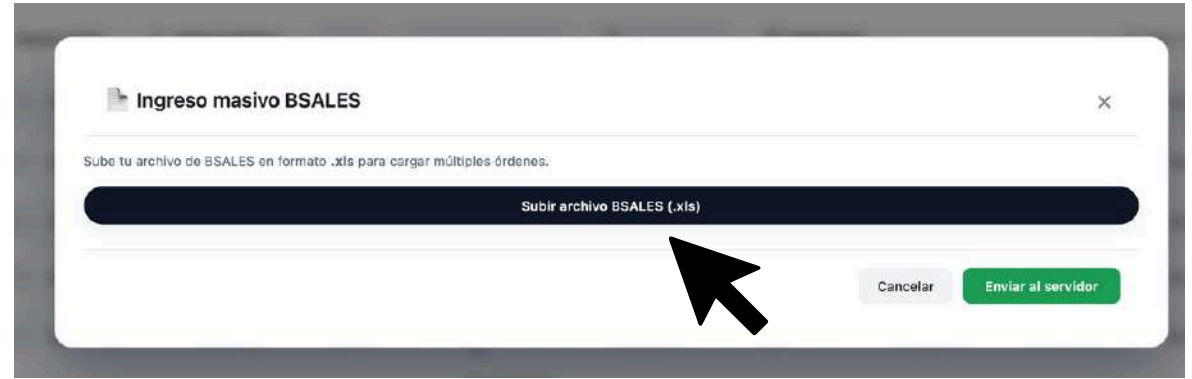 Ingreso masivo BSALES
Sube tu archivo de BSALES en formato .xls para cargar múltiples órdenes.
Subir archivo BSALES (.xls)
Cancelar
Enviar al servidor